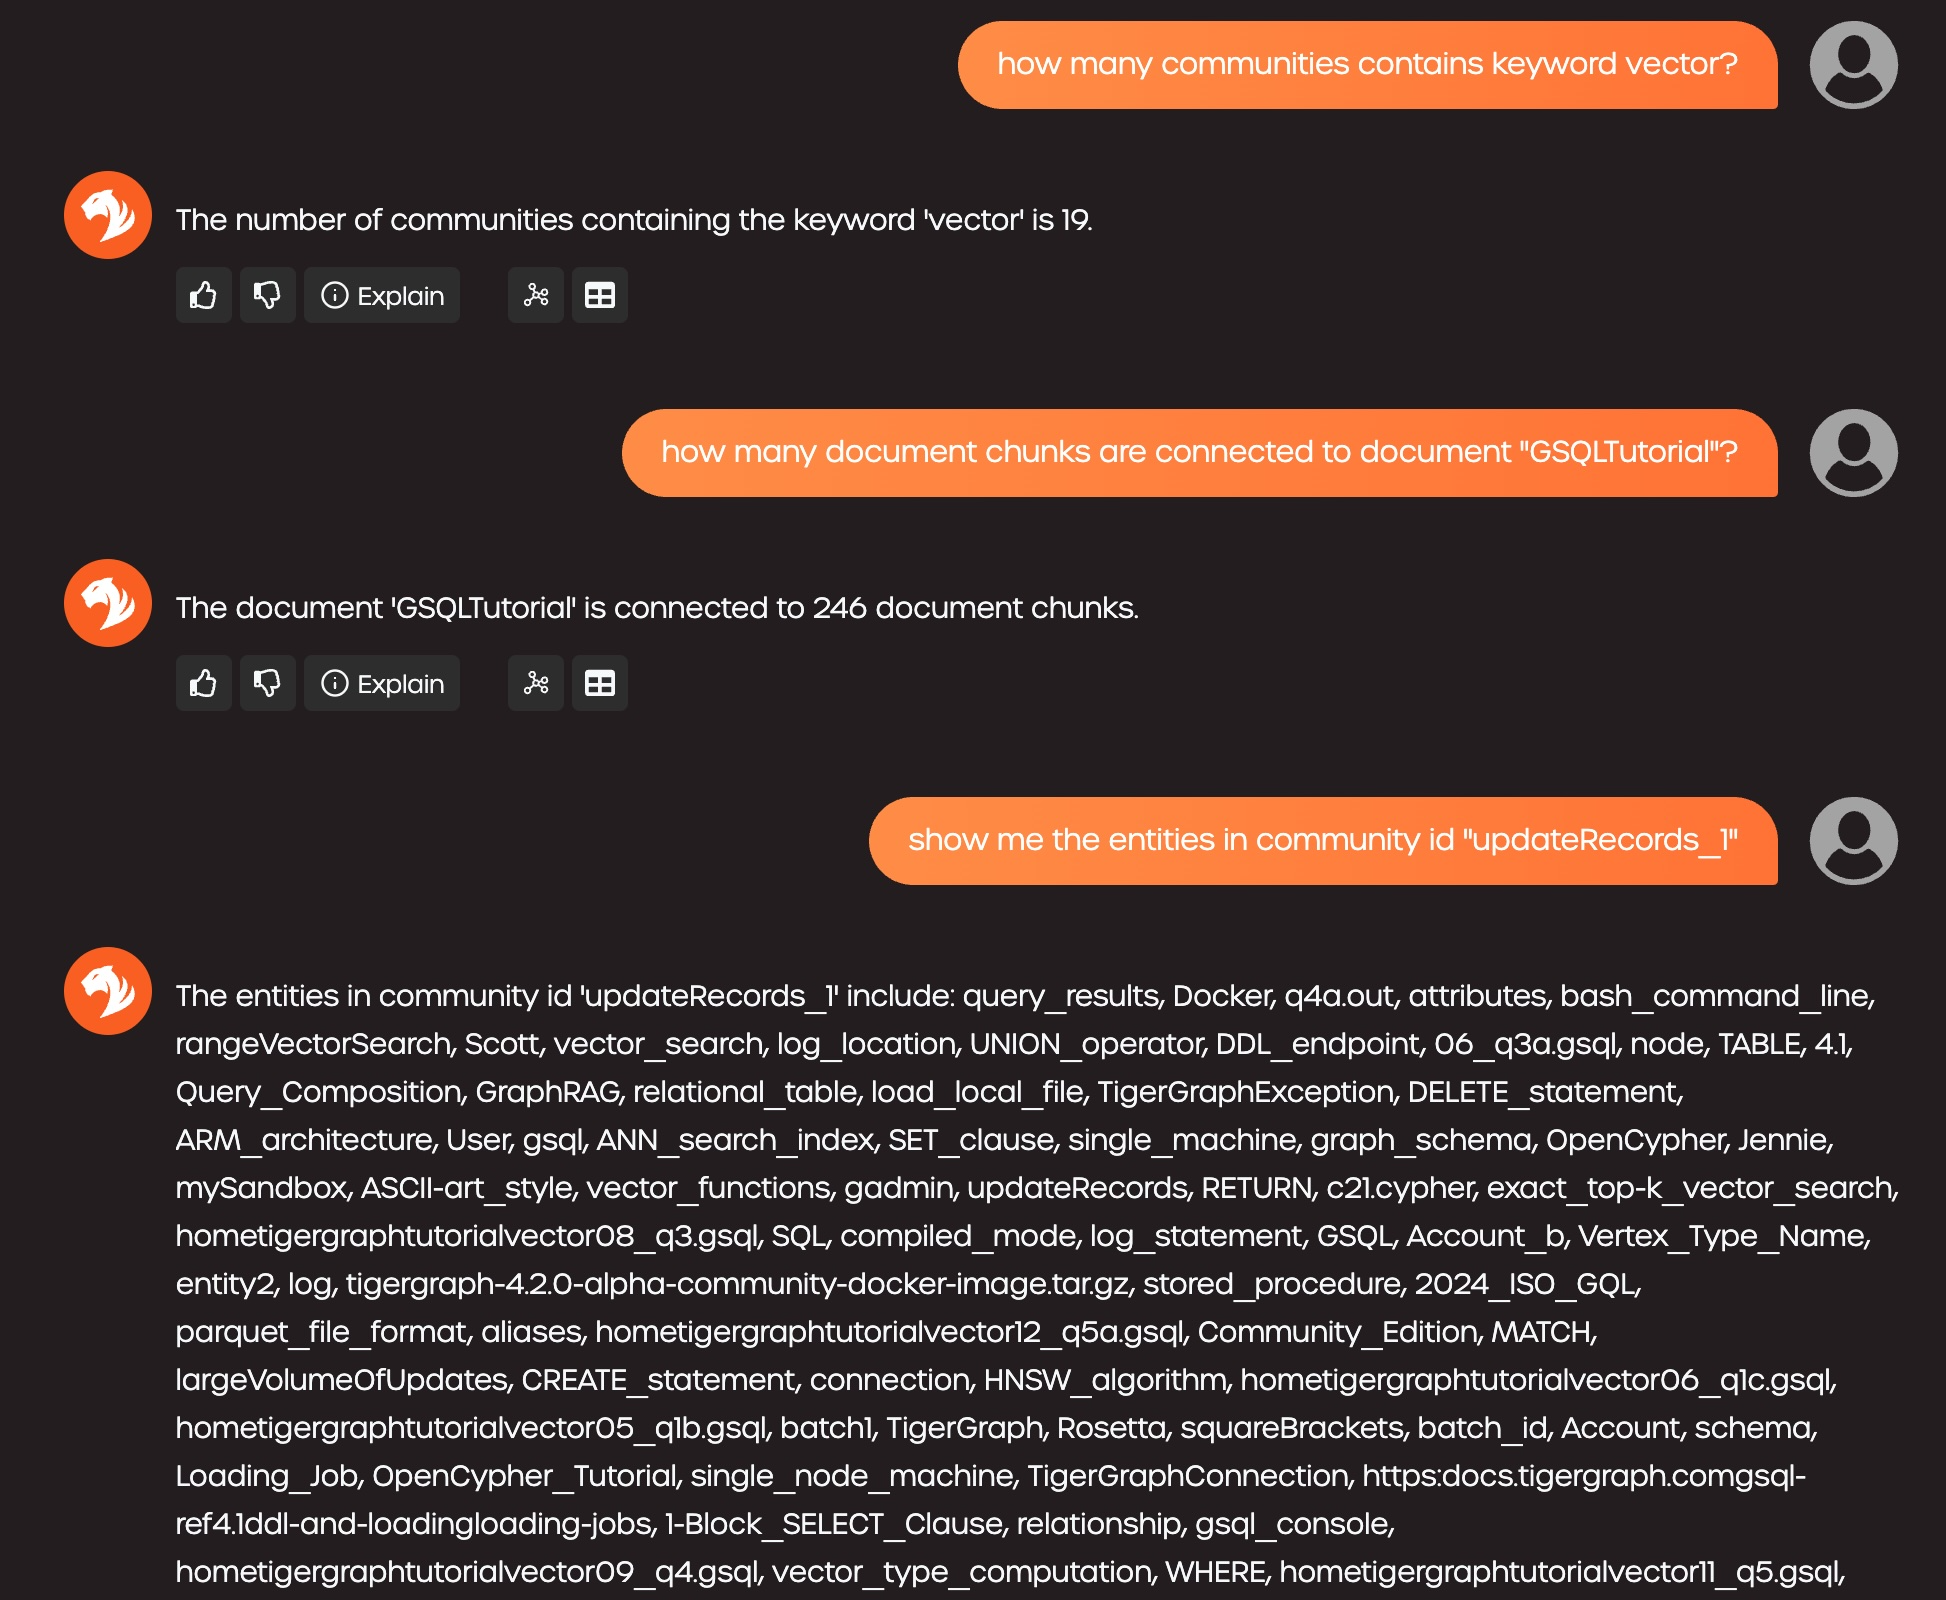 how many communities contains keyword vector?
The number of communities containing the keyword 'vector' is 19.
Explain
how many document chunks are connected to document "GSQLTutorial"?
The document 'GSQLTutorial' is connected to 246 document chunks.
Explain
show me the entities in community id "updateRecords_1"
The entities in community id 'updateRecords_1' include: query_results, Docker, q4a.out, attributes, bash_command_line,
rangeVectorSearch, Scott, vector_search, log_location, UNION_operator, DDL_endpoint, 06_q3a.gsql, node, TABLE, 4.1,
Query_Composition, GraphRAG, relational_table, load_local_file, TigerGraphException, DELETE_statement,
ARM_architecture, User, gsql, ANN_search_index, SET_clause, single_machine, graph_schema, OpenCypher, Jennie,
mySandbox, ASCII-art_style, vector_functions, gadmin, updateRecords, RETURN, c21.cypher, exact_top-k_vector_search,
hometigergraphtutorialvector08_q3.gsql, SQL, compiled_mode, log_statement, GSQL, Account_b, Vertex_Type_Name,
entity2, log, tigergraph-4.2.0-alpha-community-docker-image.tar.gz, stored_procedure, 2024_ISO_GQL,
parquet_file_format, aliases, hometigergraphtutorialvector12_q5a.gsql, Community_Edition, MATCH,
largeVolumeOfUpdates, CREATE_statement, connection, HNSW_algorithm, hometigergraphtutorialvector06_q1c.gsql,
hometigergraphtutorialvector05_q1b.gsql, batch1, TigerGraph, Rosetta, squareBrackets, batch_id, Account, schema,
Loading_Job, OpenCypher_Tutorial, single_node_machine, TigerGraphConnection, https:docs.tigergraph.comgsql-
ref4.1ddl-and-loadingloading-jobs, 1-Block_SELECT_Clause, relationship, gsql_console,
hometigergraphtutorialvector09_q4.gsql, vector_type_computation, WHERE, hometigergraphtutorialvector11_q5.gsql,